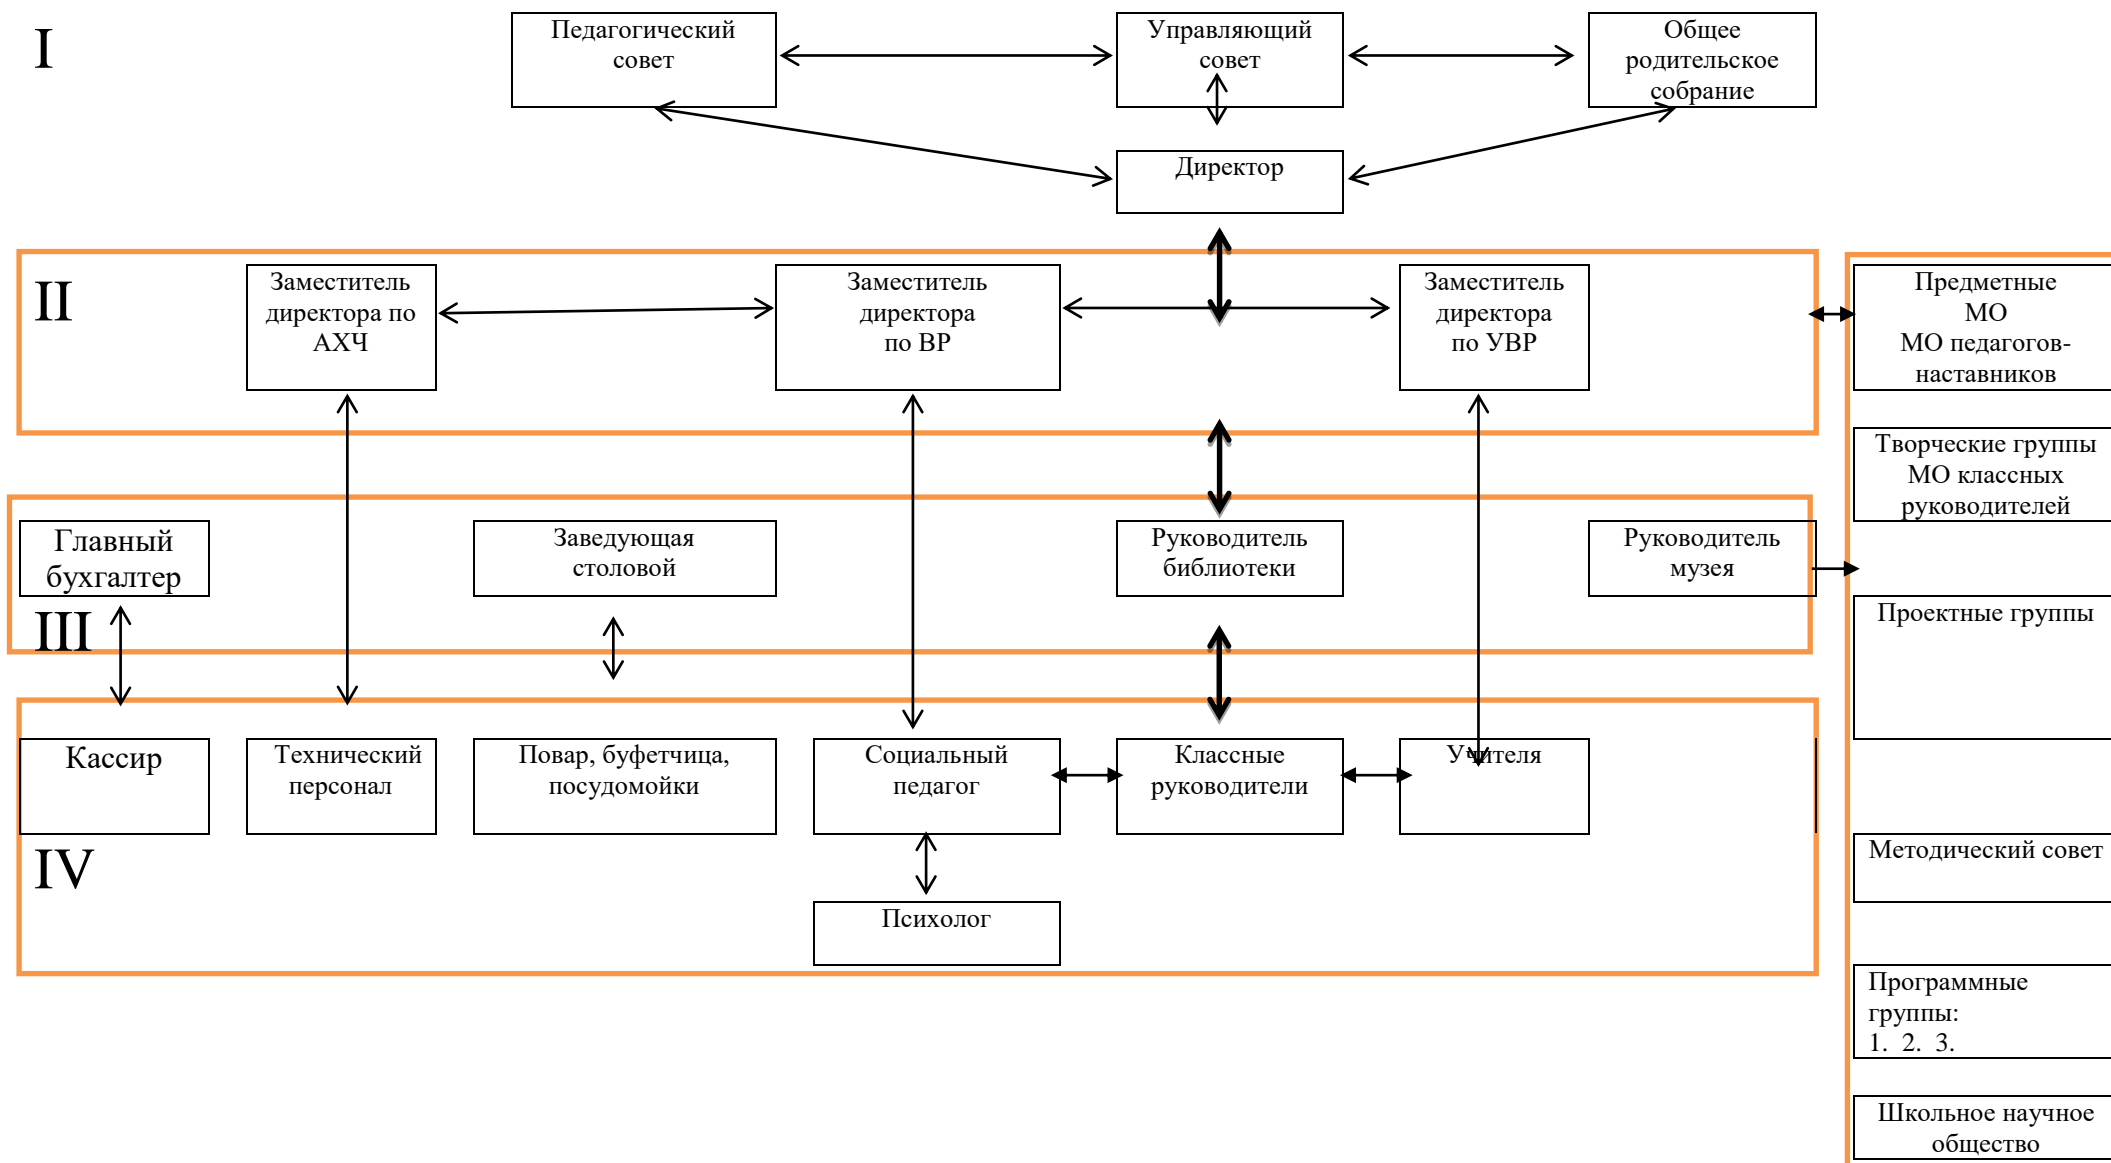 I
Педагогический
совет
Управляющий
совет
Общее
родительское
собрание
Директор
II
Заместитель
директора по
АХЧ
Заместитель
директора
по ВР
Заместитель
директора
по УВР
Предметные
МО
МО педагогов-
наставников
Творческие группы
МО классных
руководителей
Главный
бухгалтер
Заведующая
столовой
Руководитель
библиотеки
Руководитель
музея
III
Проектные группы
Кассир
Технический
персонал
Повар, буфетчица,
посудомойки
Социальный
педагог
Классные
руководители
Учителя
IV
Методический совет
Психолог
Программные
группы:
1. 2. 3.
Школьное научное
общество